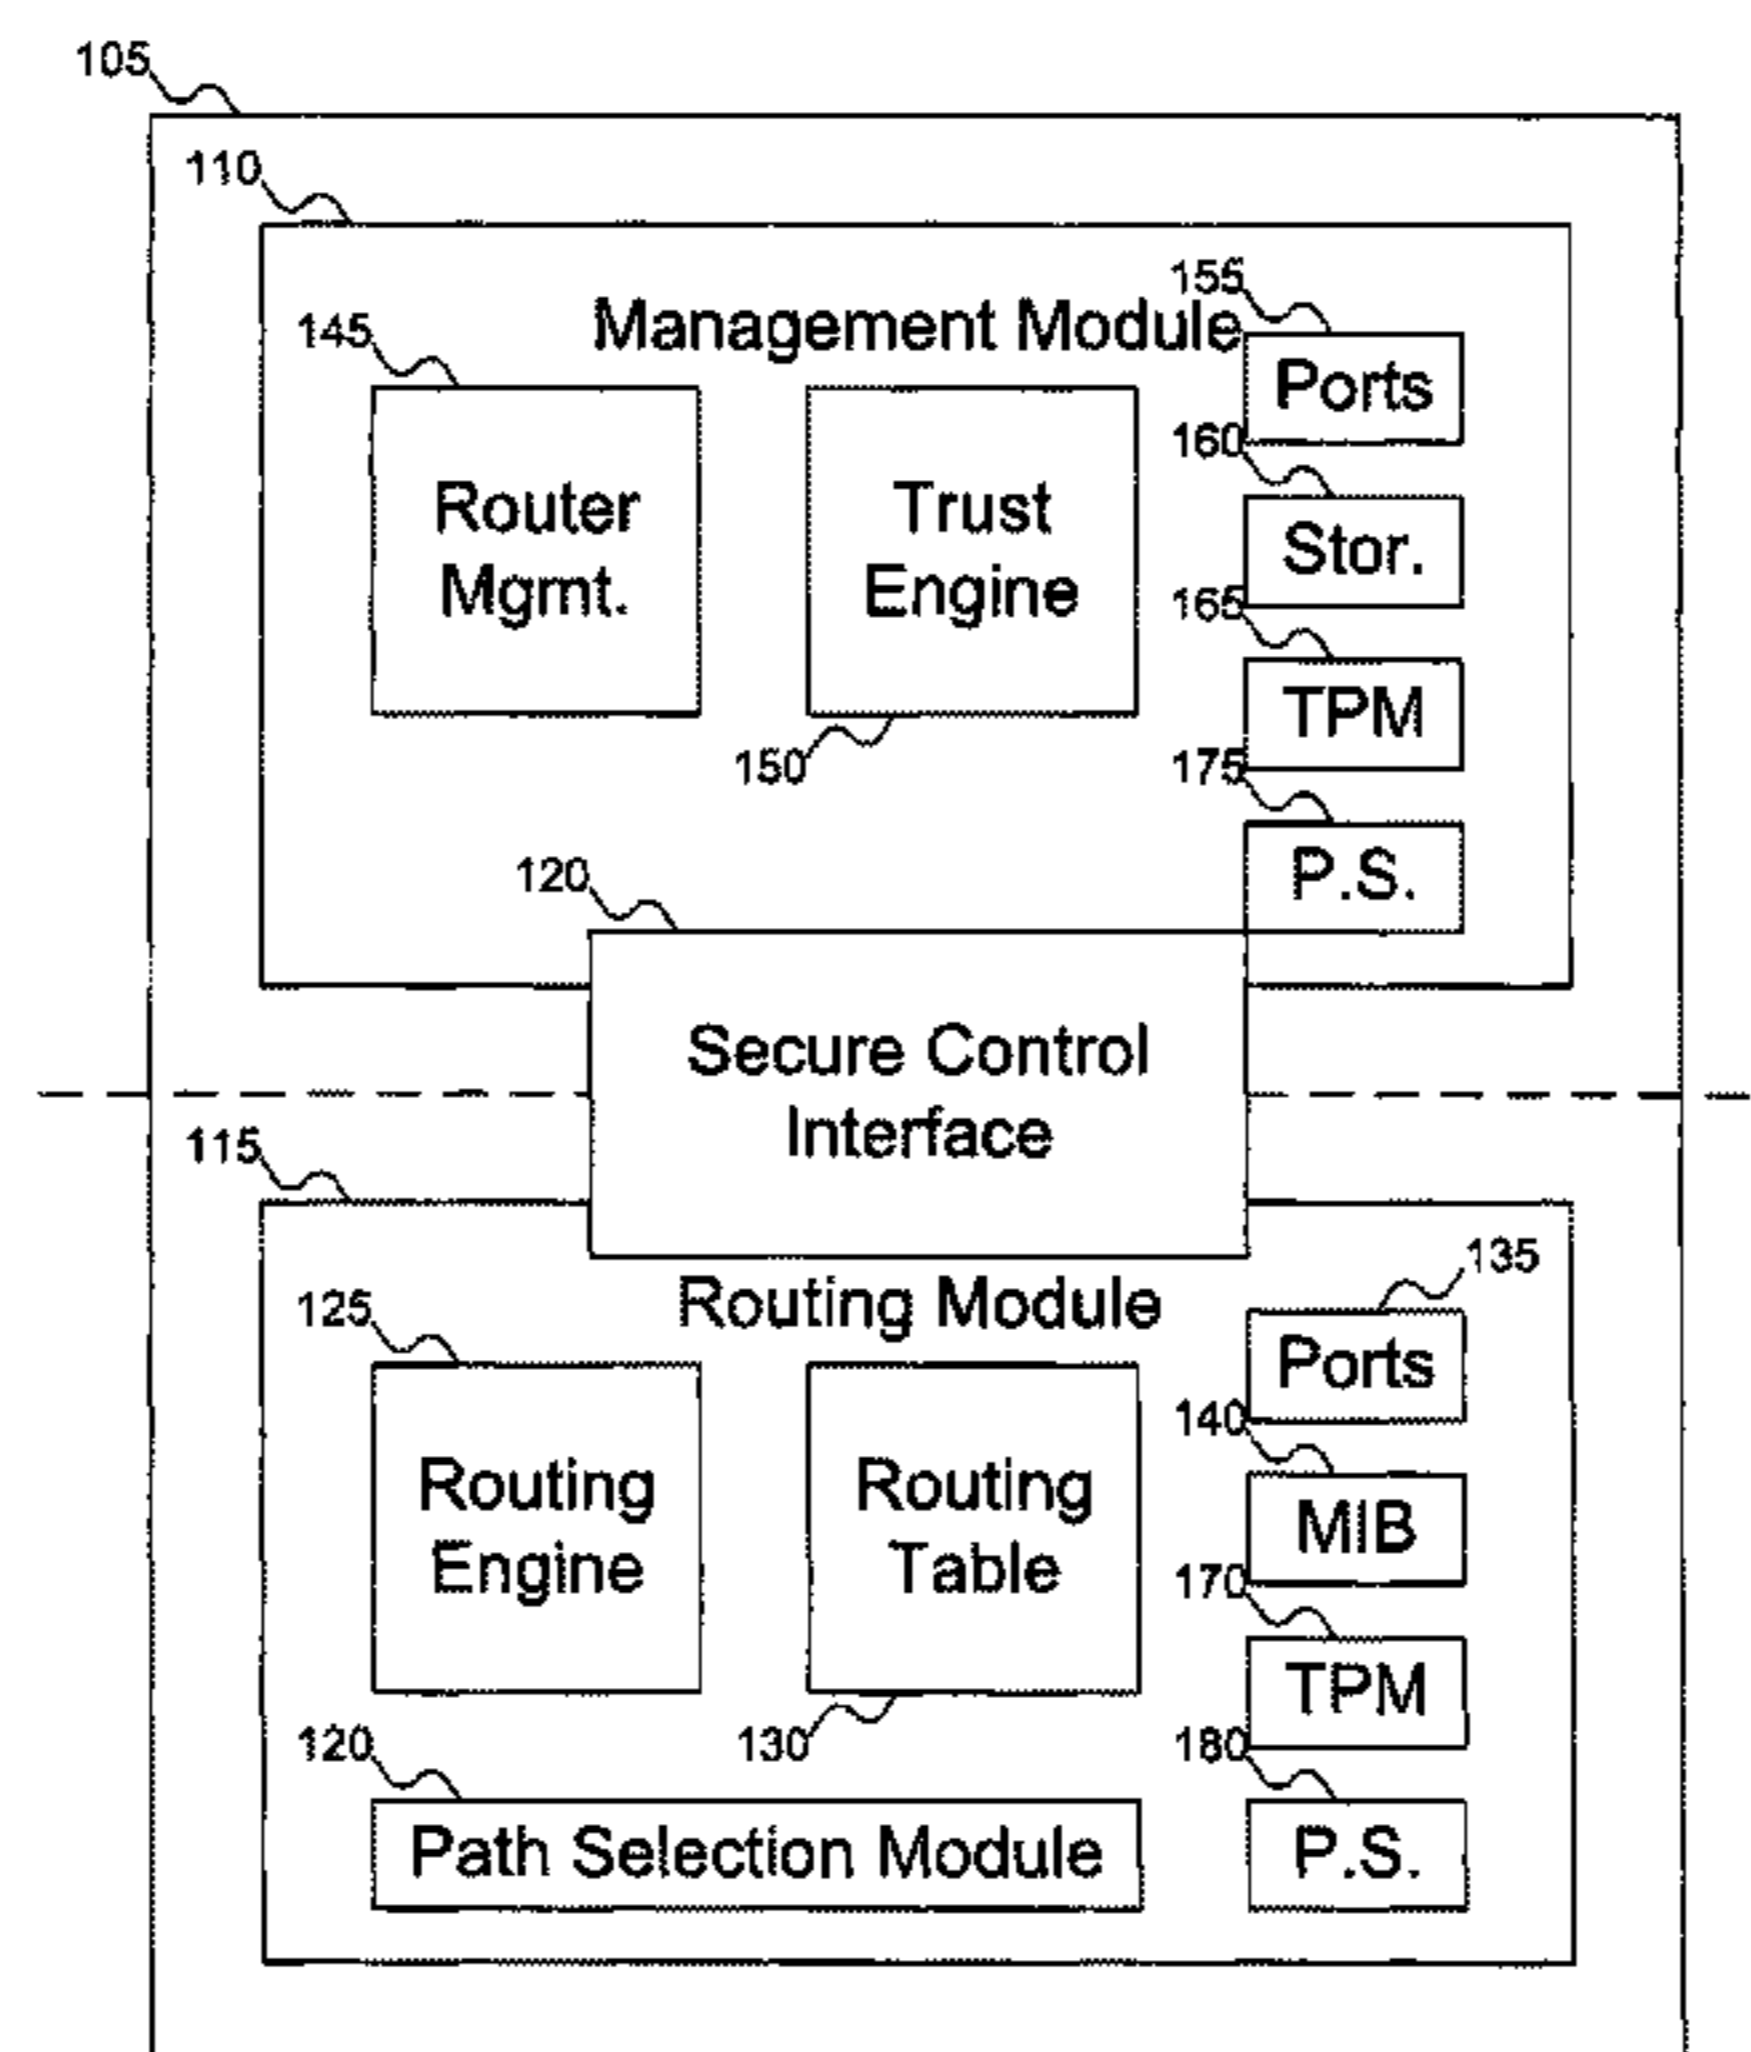 105
110
155
Management Module
145
Ports
160
Router
Mgmt.
Trust
Engine
Stor.
165
TPM
150
175
P.S.
120
Secure Control
Interface
115
135
Routing Module
125
Ports
140
Routing
Engine
Routing
Table
MIB
170
TPM
120
130
180
Path Selection Module
P.S.